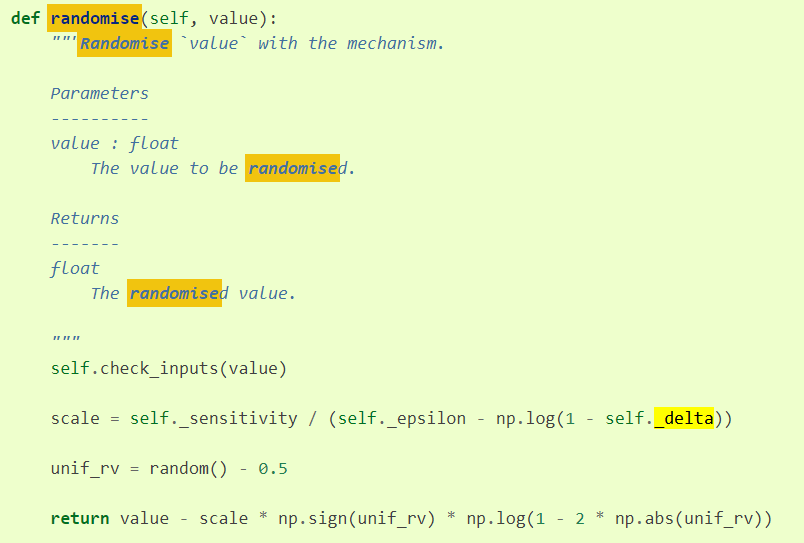 def randomise(self, value):
"""Randomise `value` with the mechanism.
Parameters
----------
value : float
The value to be randomised.
Returns
-------
float
The randomised value.
"""
self.check_inputs(value)
scale = self._sensitivity / (self._epsilon - np.log(1 - self._delta))
unif_rv = random() - 0.5
return value - scale * np.sign(unif_rv) * np.log(1 - 2 * np.abs(unif_rv))